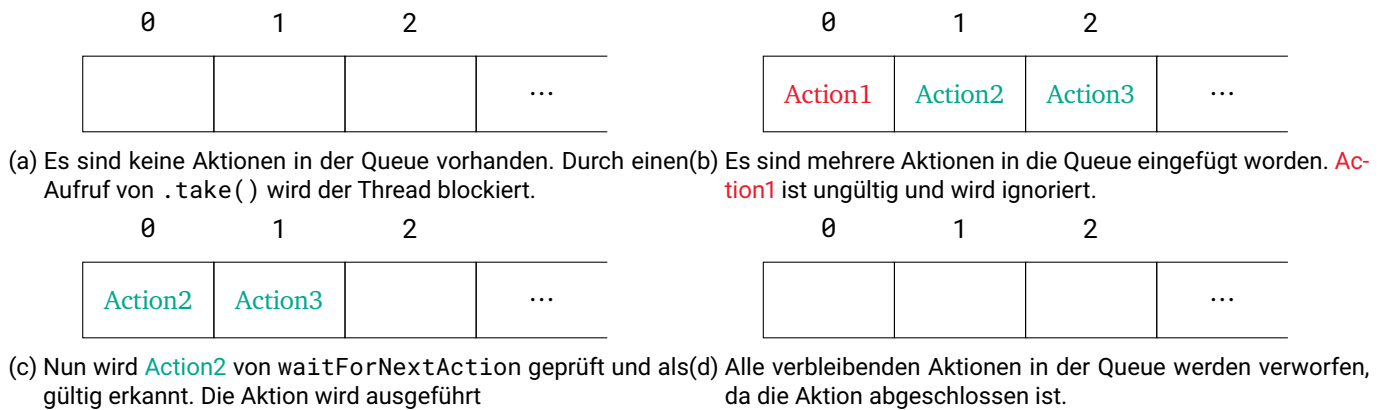 0 1 2
…
(a) Es sind keine Aktionen in der Queue vorhanden. Durch einen
Aufruf von .take() wird der Thread blockiert.
0 1 2
Action1 Action2 Action3 …
(b) Es sind mehrere Aktionen in die Queue eingefügt worden. Ac-
tion1 ist ungültig und wird ignoriert.
0 1 2
Action2 Action3 …
(c) Nun wird Action2 von waitForNextAction geprüft und als
gültig erkannt. Die Aktion wird ausgeführt
0 1 2
…
(d) Alle verbleibenden Aktionen in der Queue werden verworfen,
da die Aktion abgeschlossen ist.